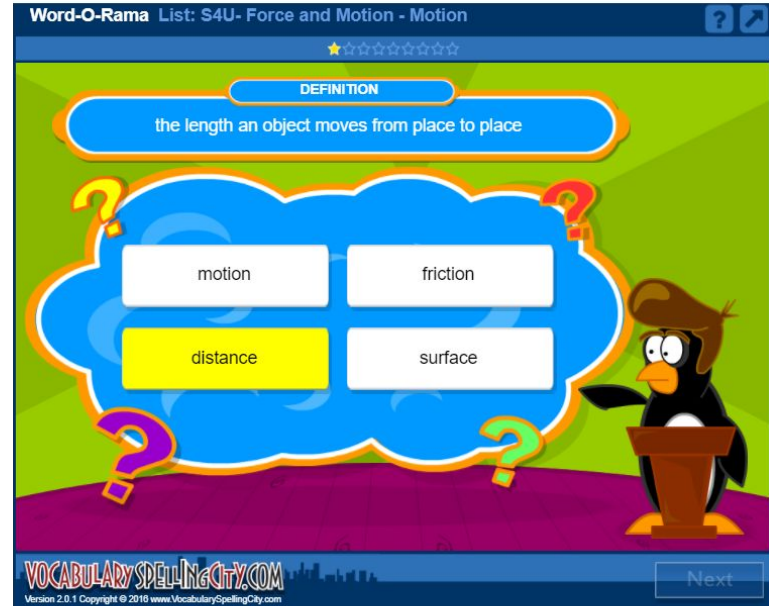 Word-O-Rama List: S4U- Force and Motion - Motion
DEFINITION
the length an object moves from place to place
motion
friction
distance
surface
VOCABULARYSPELLINGCITY.COM
Version 2.0.1 Copyright © 2016 www.VocabularySpellingCity.com
Next